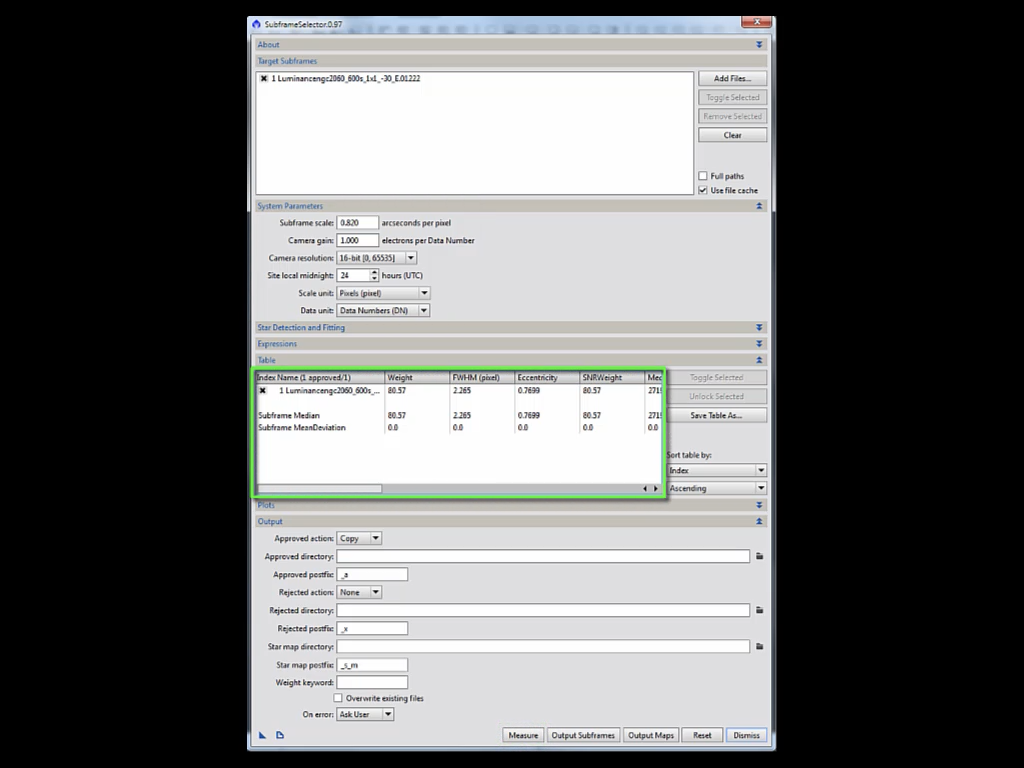 SubframeSelector.0.97
About
Target Subframes
1 Luminancengc2060_600s_1x1_-30_E.01222
Add Files...
Toggle Selected
Remove Selected
Clear
Full paths
Use file cache
System Parameters
Subframe scale: 0.820 arcseconds per pixel
Camera gain: 1.000 electrons per Data Number
Camera resolution: 16-bit [0, 65535]
Site local midnight: 24 hours (UTC)
Scale unit: Pixels (pixel)
Data unit: Data Numbers (DN)
Star Detection and Fitting
Expressions
Table
Index Name (1 approved/1) Weight FWHM (pixel) Eccentricity SNRWeight Med
1 Luminancengc2060_600s_... 80.57 2.265 0.7699 80.57 271
Subframe Median 80.57 2.265 0.7699 80.57 271
Subframe MeanDeviation 0.0 0.0 0.0 0.0 0.0
Toggle Selected
Unlock Selected
Save Table As...
Sort table by:
Index
Ascending
Plots
Output
Approved action: Copy
Approved directory:
Approved postfix: _a
Rejected action: None
Rejected directory:
Rejected postfix: _x
Star map directory:
Star map postfix: _s_m
Weight keyword:
Overwrite existing files
On error: Ask User
Measure Output Subframes Output Maps Reset Dismiss